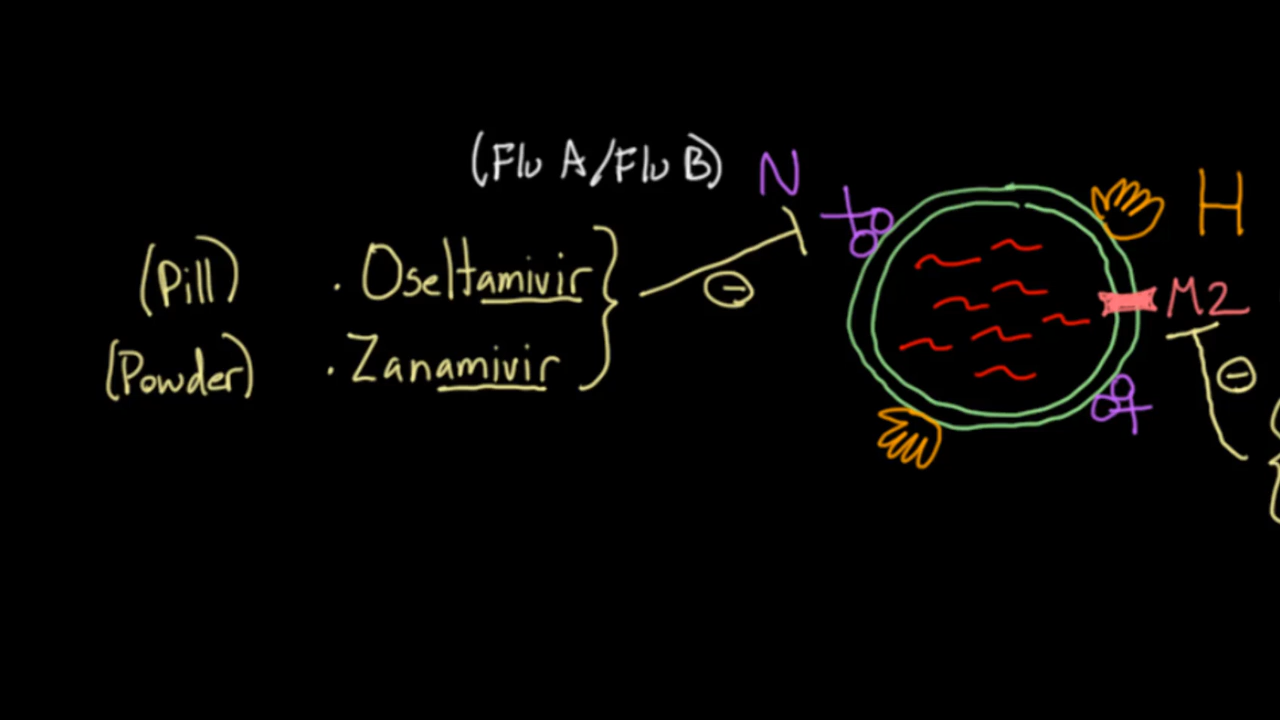 (Flu A/Flu B)
N
H
(Pill) · Oseltamivir
M2
(Powder) · Zanamivir